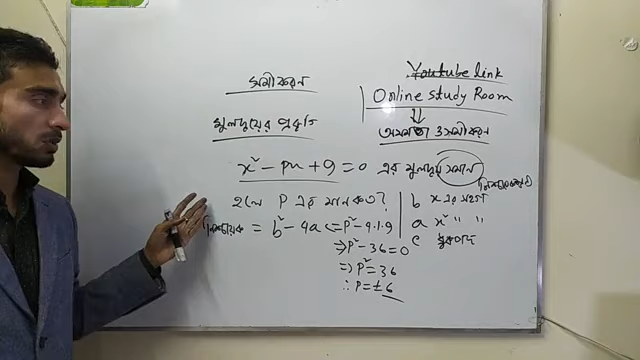 সমীকরণ
মূলদ্বয়ের প্রকৃতি
x² - px + 9 = 0 এর মূলদ্বয় সমান
হলে P এর মান কত?
নিশ্চায়ক = b² - 4ac = P² - 4.1.9
⇒ P² - 36 = 0
⇒ P² = 36
∴ P = ± 6
Youtube link
Online Study Room
⇓
অসমতা ও সমীকরণ
b x এর সহগ
a x² " "
c ধ্রুবপদ